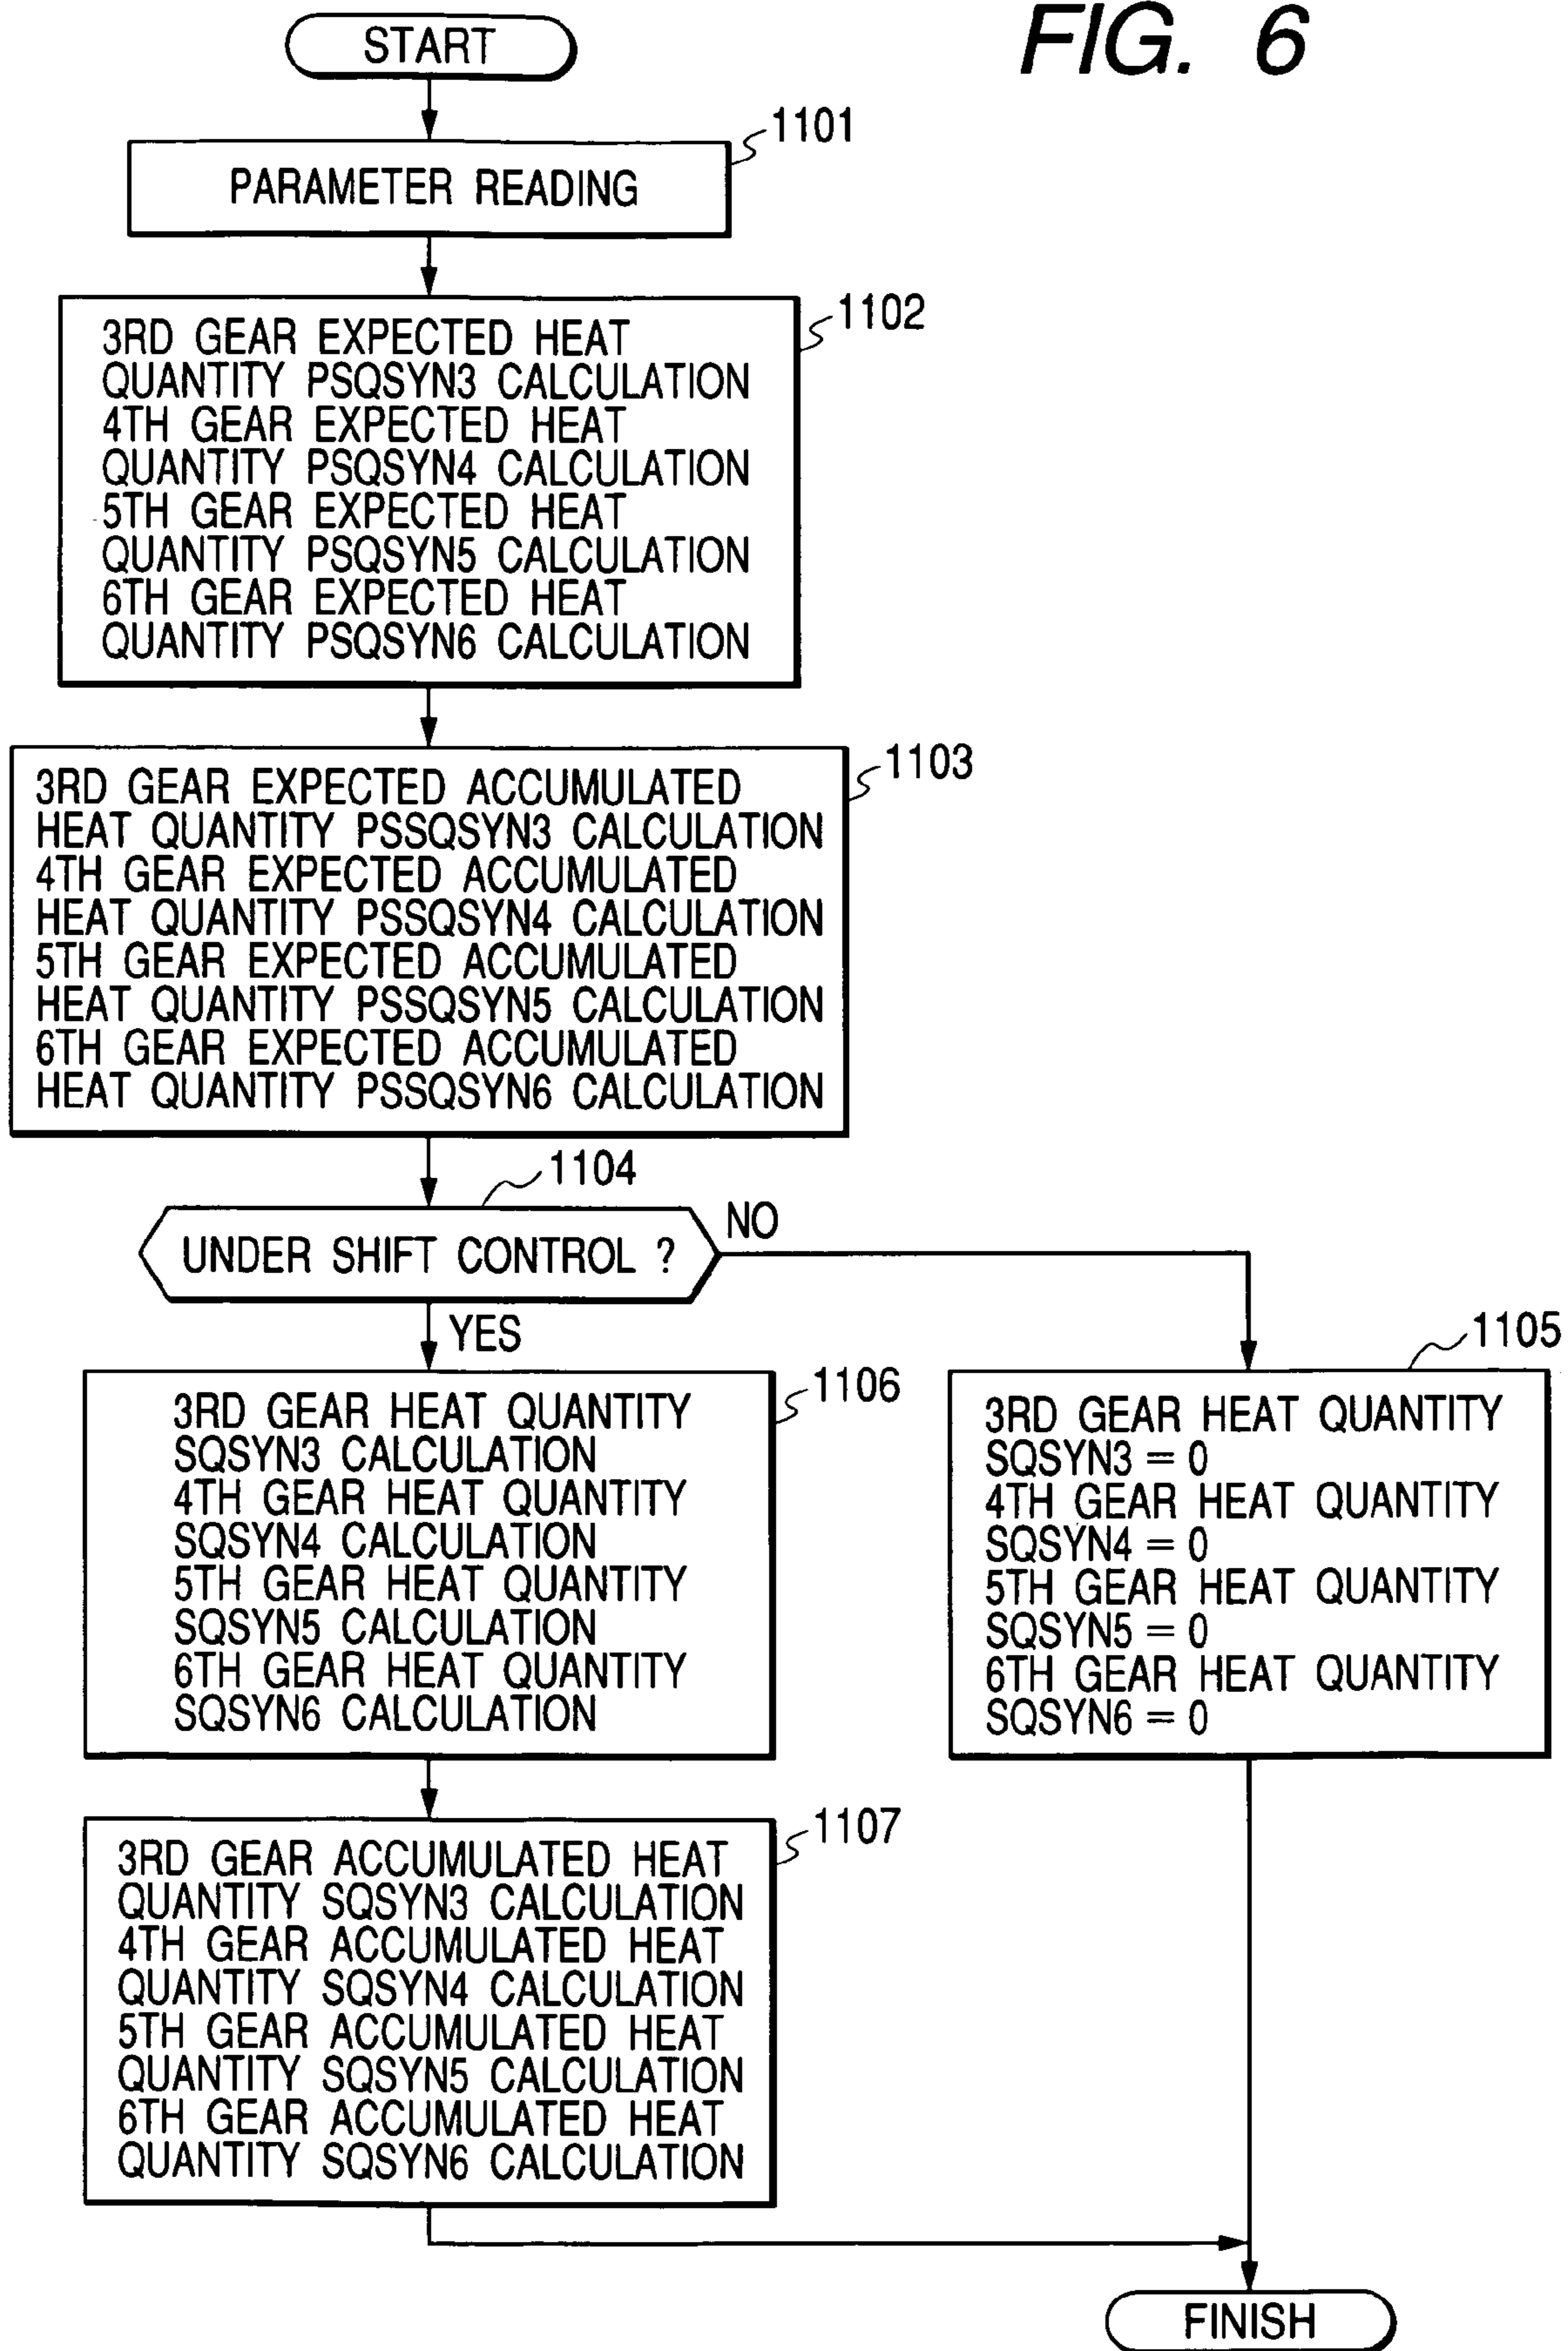 FIG. 6
START
1101
PARAMETER READING
1102
3RD GEAR EXPECTED HEAT
QUANTITY PSQSYN3 CALCULATION
4TH GEAR EXPECTED HEAT
QUANTITY PSQSYN4 CALCULATION
5TH GEAR EXPECTED HEAT
QUANTITY PSQSYN5 CALCULATION
6TH GEAR EXPECTED HEAT
QUANTITY PSQSYN6 CALCULATION
1103
3RD GEAR EXPECTED ACCUMULATED
HEAT QUANTITY PSSQSYN3 CALCULATION
4TH GEAR EXPECTED ACCUMULATED
HEAT QUANTITY PSSQSYN4 CALCULATION
5TH GEAR EXPECTED ACCUMULATED
HEAT QUANTITY PSSQSYN5 CALCULATION
6TH GEAR EXPECTED ACCUMULATED
HEAT QUANTITY PSSQSYN6 CALCULATION
1104
UNDER SHIFT CONTROL ?
NO
YES
1106
3RD GEAR HEAT QUANTITY
SQSYN3 CALCULATION
4TH GEAR HEAT QUANTITY
SQSYN4 CALCULATION
5TH GEAR HEAT QUANTITY
SQSYN5 CALCULATION
6TH GEAR HEAT QUANTITY
SQSYN6 CALCULATION
1105
3RD GEAR HEAT QUANTITY
SQSYN3 = 0
4TH GEAR HEAT QUANTITY
SQSYN4 = 0
5TH GEAR HEAT QUANTITY
SQSYN5 = 0
6TH GEAR HEAT QUANTITY
SQSYN6 = 0
1107
3RD GEAR ACCUMULATED HEAT
QUANTITY SQSYN3 CALCULATION
4TH GEAR ACCUMULATED HEAT
QUANTITY SQSYN4 CALCULATION
5TH GEAR ACCUMULATED HEAT
QUANTITY SQSYN5 CALCULATION
6TH GEAR ACCUMULATED HEAT
QUANTITY SQSYN6 CALCULATION
FINISH